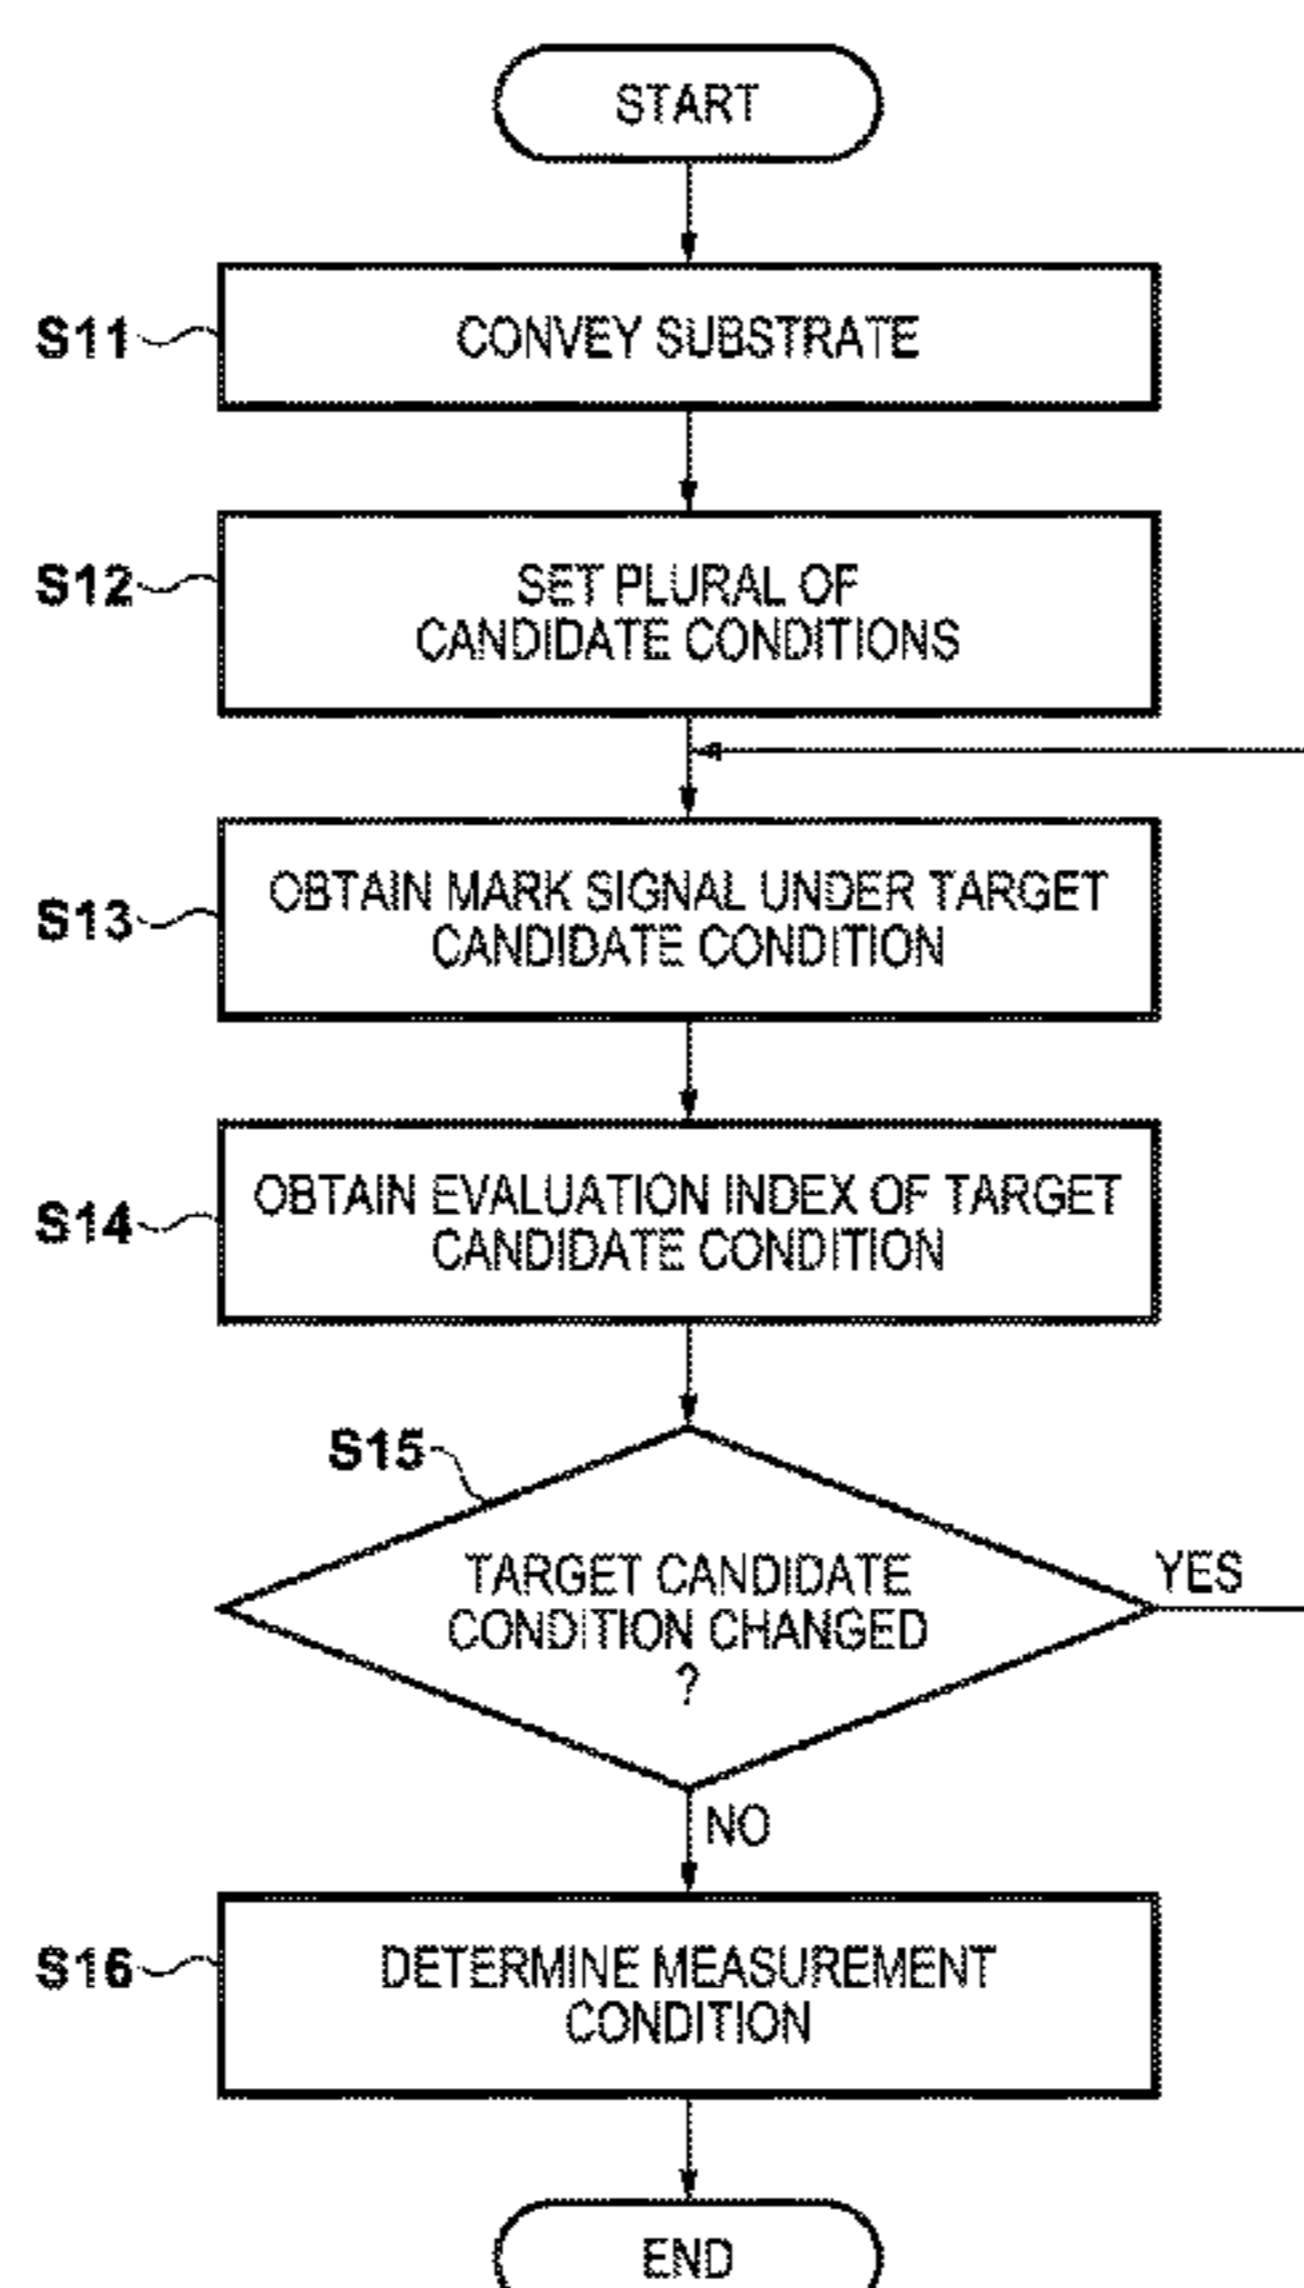 START
S11
CONVEY SUBSTRATE
S12
SET PLURAL OF
CANDIDATE CONDITIONS
S13
OBTAIN MARK SIGNAL UNDER TARGET
CANDIDATE CONDITION
S14
OBTAIN EVALUATION INDEX OF TARGET
CANDIDATE CONDITION
S15
TARGET CANDIDATE
CONDITION CHANGED
?
YES
NO
S16
DETERMINE MEASUREMENT
CONDITION
END